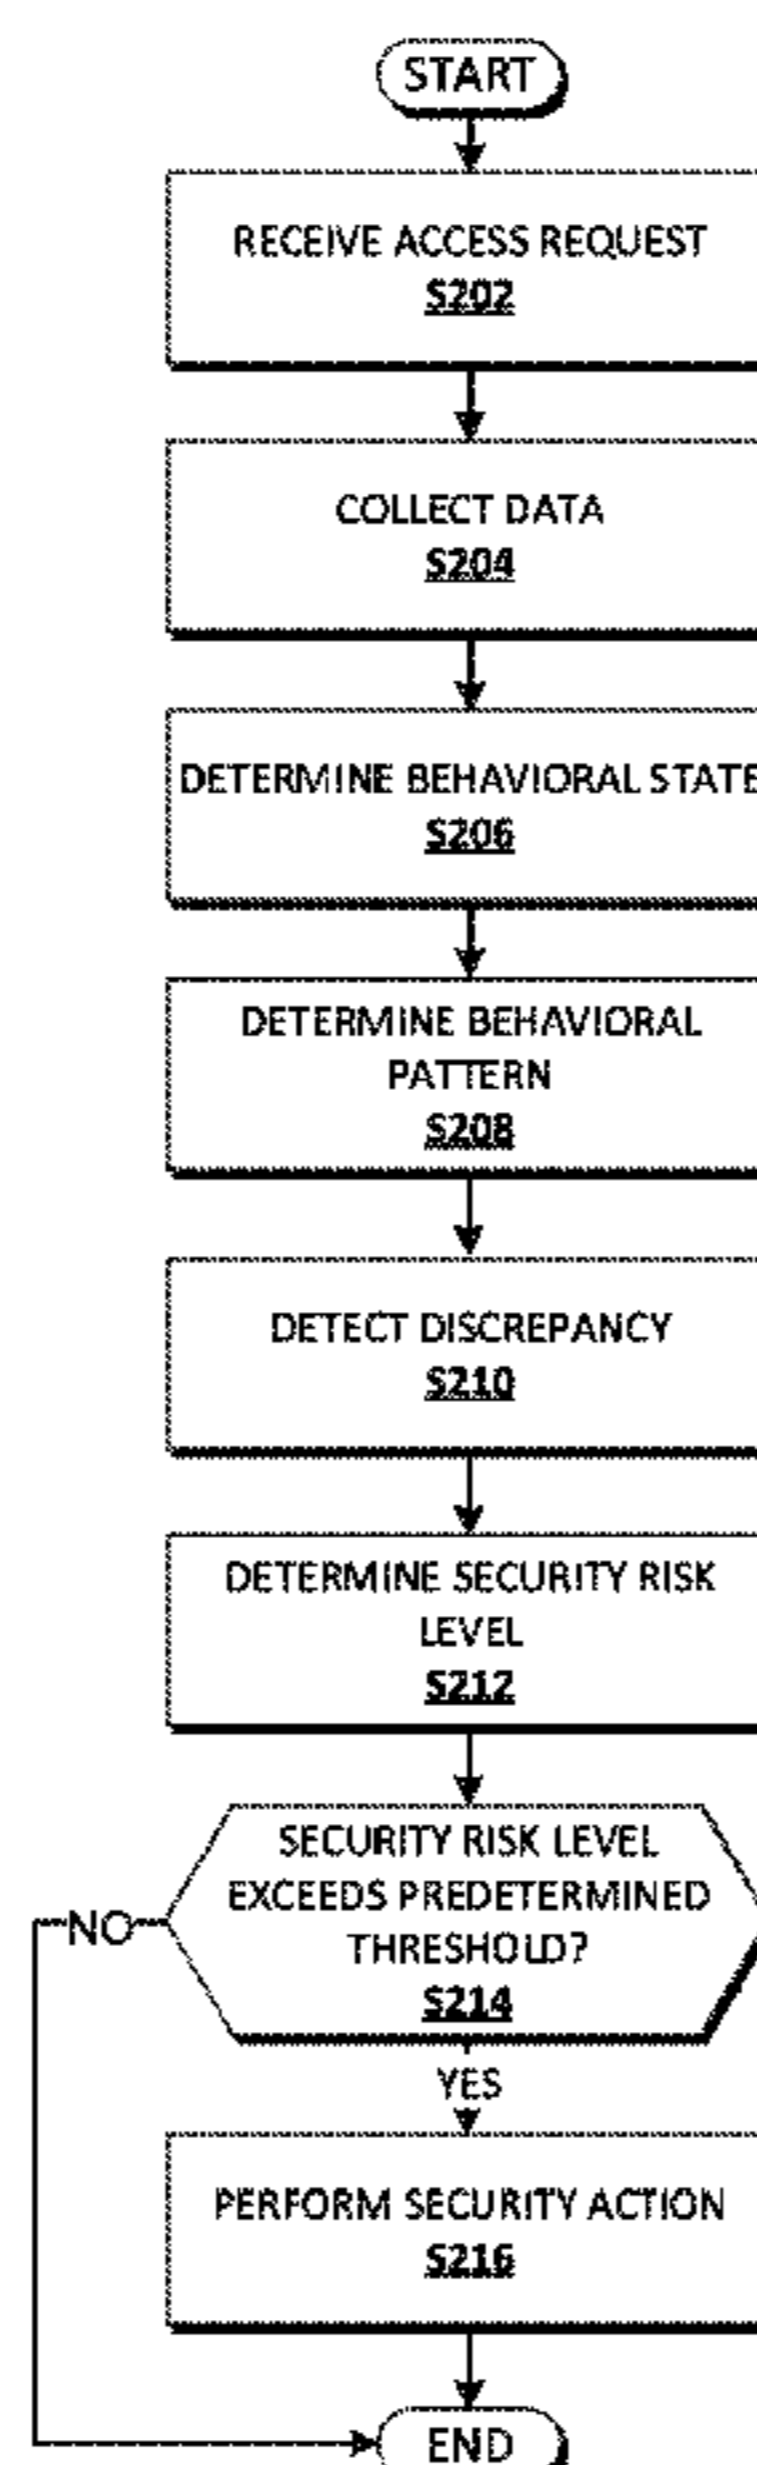 START
RECEIVE ACCESS REQUEST
S202
COLLECT DATA
S204
DETERMINE BEHAVIORAL STATE
S206
DETERMINE BEHAVIORAL
PATTERN
S208
DETECT DISCREPANCY
S210
DETERMINE SECURITY RISK
LEVEL
S212
SECURITY RISK LEVEL
EXCEEDS PREDETERMINED
THRESHOLD?
S214
NO
YES
PERFORM SECURITY ACTION
S216
END